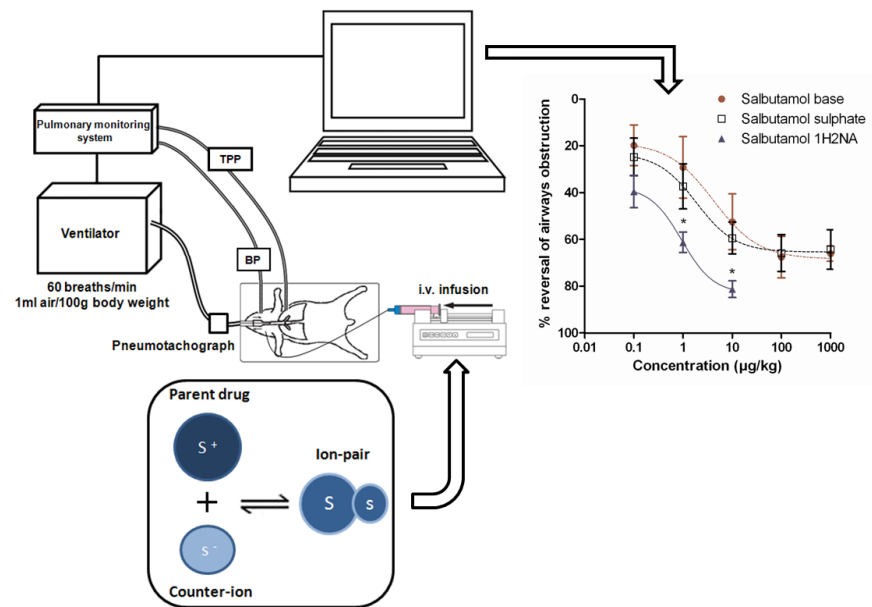 Pulmonary monitoring
system
TPP
Ventilator
BP
60 breaths/min
1ml air/100g body weight
Pneumotachograph
i.v. infusion
Parent drug
S +
+
s -
Counter-ion
Ion-pair
S
s
Salbutamol base
Salbutamol sulphate
Salbutamol 1H2NA
% reversal of airways obstruction
0
20
40
60
80
100
*
*
0.01
0.1
1
10
100
1000
Concentration (µg/kg)